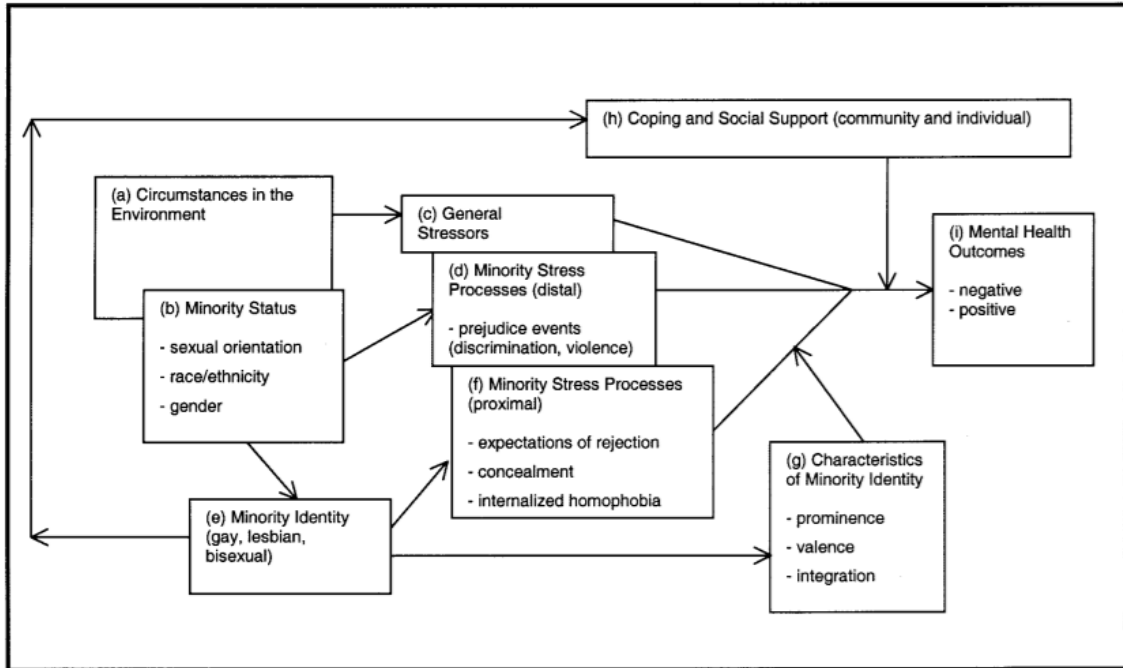 (h) Coping and Social Support (community and individual)
(a) Circumstances in the
Environment
(c) General
Stressors
(i) Mental Health
Outcomes
- negative
- positive
(d) Minority Stress
Processes (distal)
- prejudice events
(discrimination, violence)
(b) Minority Status
- sexual orientation
- race/ethnicity
- gender
(f) Minority Stress Processes
(proximal)
- expectations of rejection
- concealment
- internalized homophobia
(g) Characteristics
of Minority Identity
- prominence
- valence
- integration
(e) Minority Identity
(gay, lesbian,
bisexual)